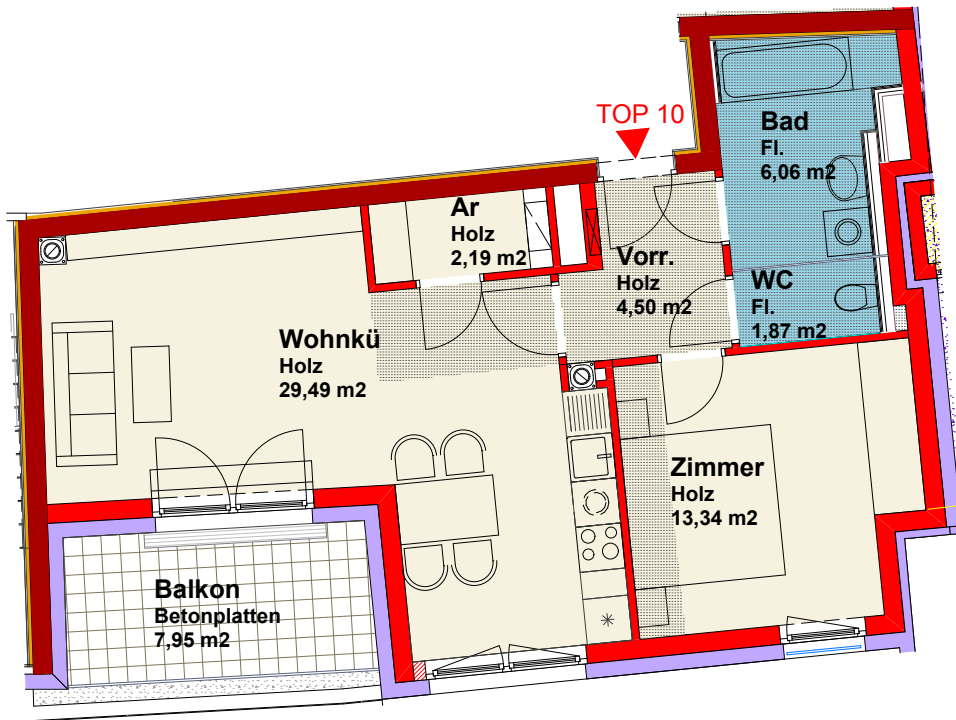 TOP 10
Bad
Fl.
6,06 m2
Ar
Holz
2,19 m2
Vorr.
Holz
4,50 m2
WC
Fl.
1,87 m2
Wohnkü
Holz
29,49 m2
Zimmer
Holz
13,34 m2
Balkon
Betonplatten
7,95 m2